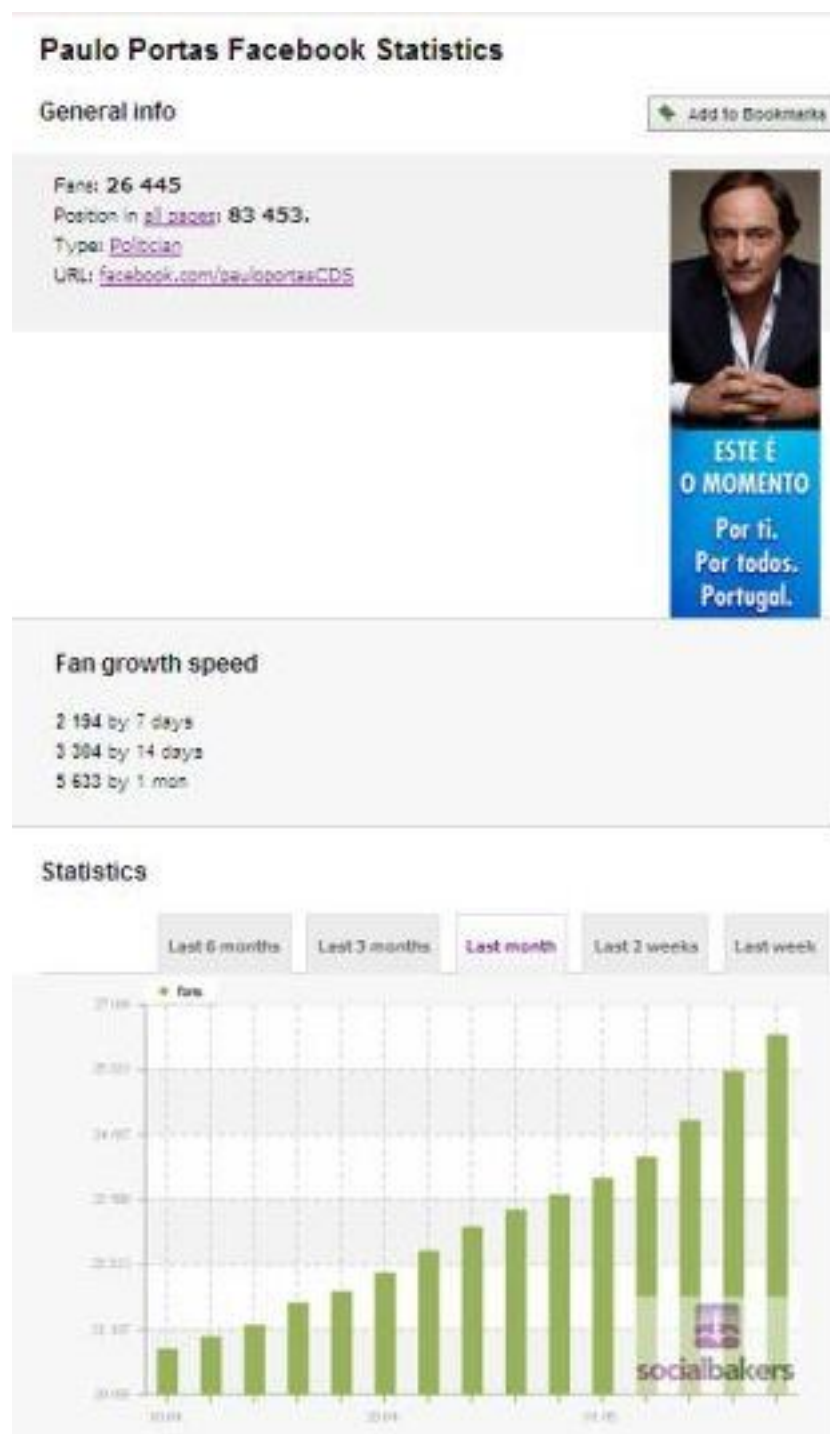 Paulo Portas Facebook Statistics
General info
Add to Bookmarks
Fans: 26 445
Position in all pages: 83 453.
Type: Politician
URL: facebook.com/pauloportasCDS
ESTE É
O MOMENTO
Por ti.
Por todos.
Portugal.
Fan growth speed
2 194 by 7 days
3 384 by 14 days
5 633 by 1 mon
Statistics
Last 6 months Last 3 months Last month Last 2 weeks Last week
fans
socialbakers